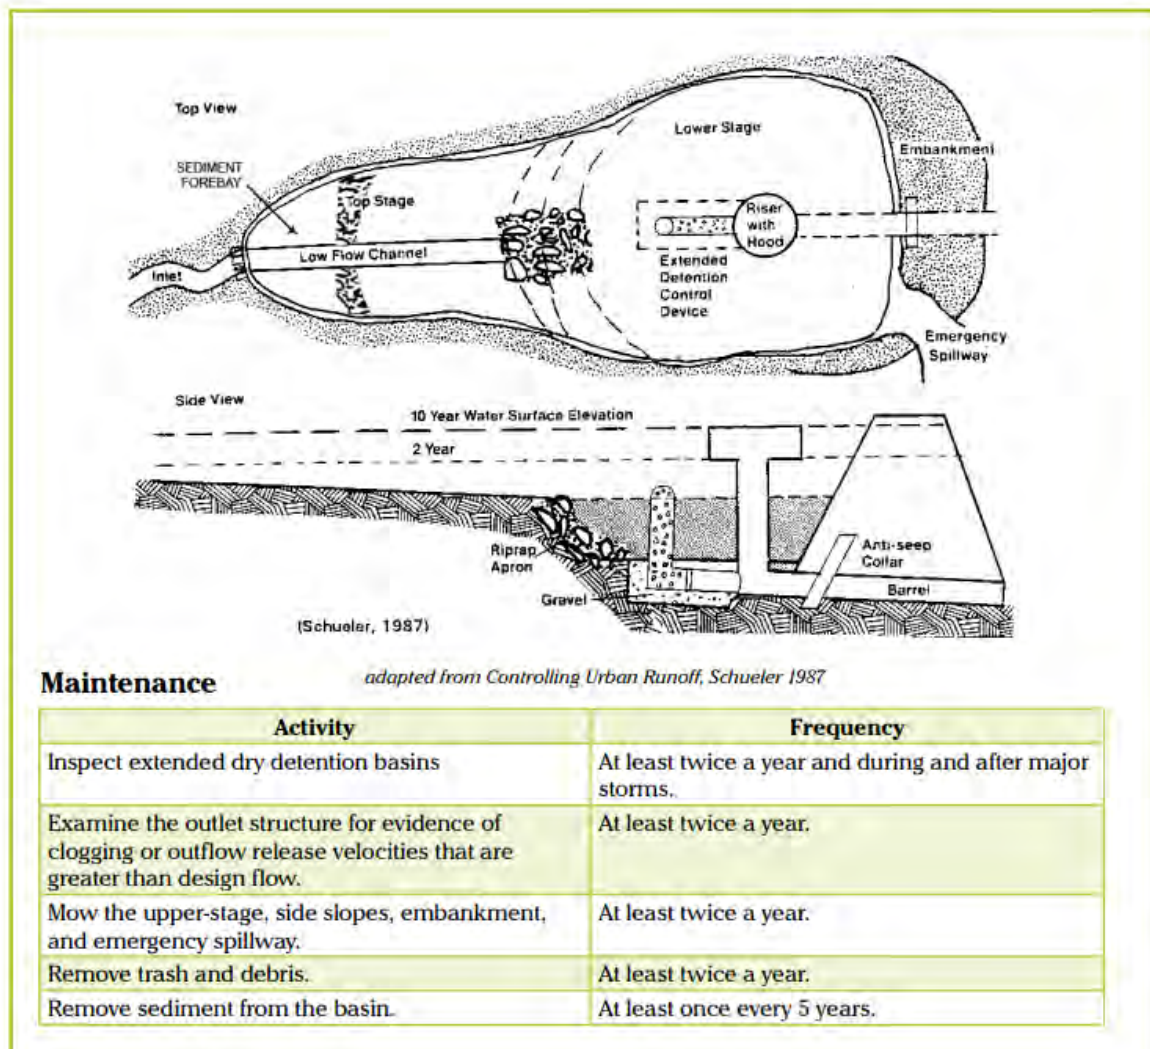 Top View
SEDIMENT
FOREBAY
Inlet
Top Stage
Low Flow Channel
Lower Stage
Riser
with
Hood
Extended
Detention
Control
Device
Embankment
Emergency
Spillway
Side View
10 Year Water Surface Elevation
2 Year
Riprap
Apron
Gravel
Anti-seep
Collar
Barrel
(Schueler, 1987)
Maintenance
adapted from Controlling Urban Runoff, Schueler 1987
Activity
Frequency
Inspect extended dry detention basins
At least twice a year and during and after major
storms.
Examine the outlet structure for evidence of
clogging or outflow release velocities that are
greater than design flow.
At least twice a year.
Mow the upper-stage, side slopes, embankment,
and emergency spillway.
At least twice a year.
Remove trash and debris.
At least twice a year.
Remove sediment from the basin.
At least once every 5 years.